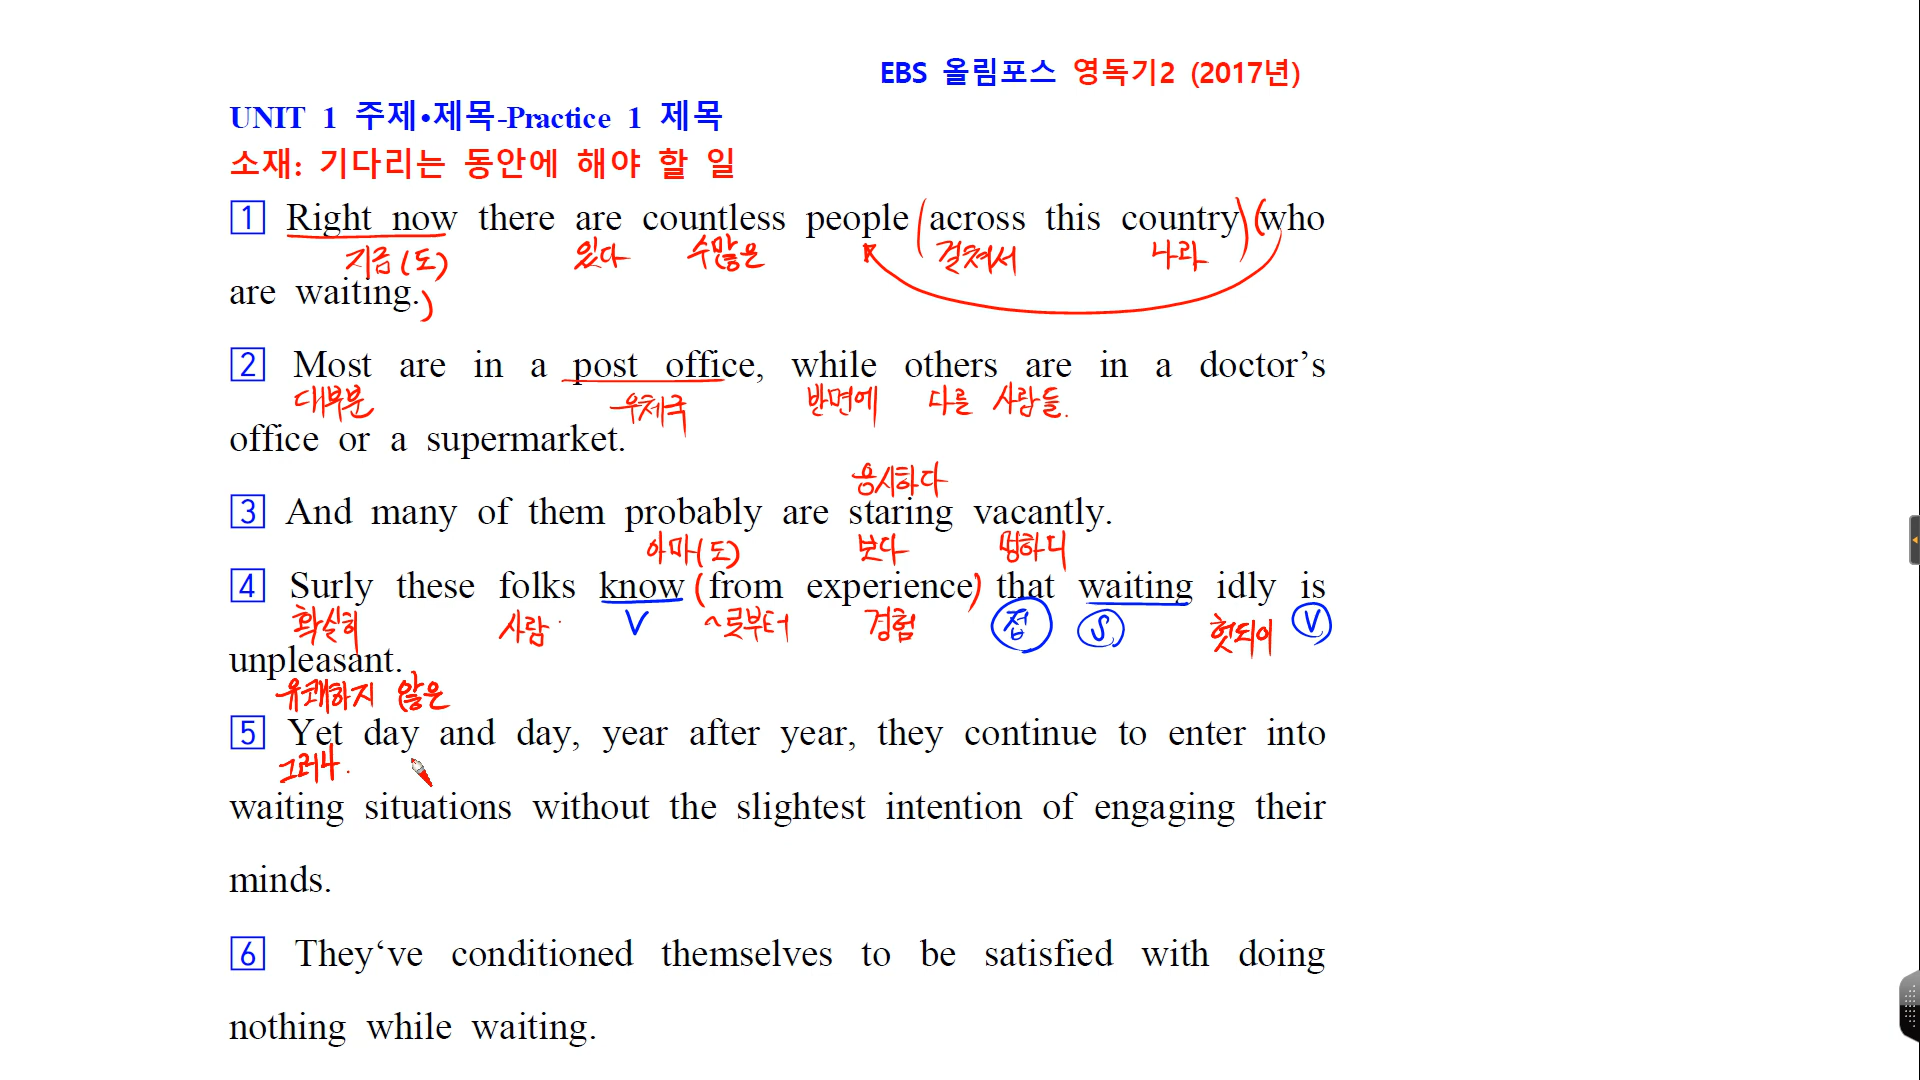 EBS 올림포스 영독기2 (2017년)
UNIT 1 주제•제목-Practice 1 제목
소재: 기다리는 동안에 해야 할 일
1 Right now there are countless people (across this country) (who
지금(도) 있다 수많은 걸쳐서 나라
are waiting.)
2 Most are in a post office, while others are in a doctor’s
대부분 우체국 반면에 다른 사람들.
office or a supermarket.
응시하다
3 And many of them probably are staring vacantly.
아마(도) 보다 멍하니
4 Surly these folks know (from experience) that waiting idly is
확실히 사람 V ~로부터 경험 접 S 헛되이 V
unpleasant.
유쾌하지 않은
5 Yet day and day, year after year, they continue to enter into
그러나.
waiting situations without the slightest intention of engaging their
minds.
6 They‘ve conditioned themselves to be satisfied with doing
nothing while waiting.